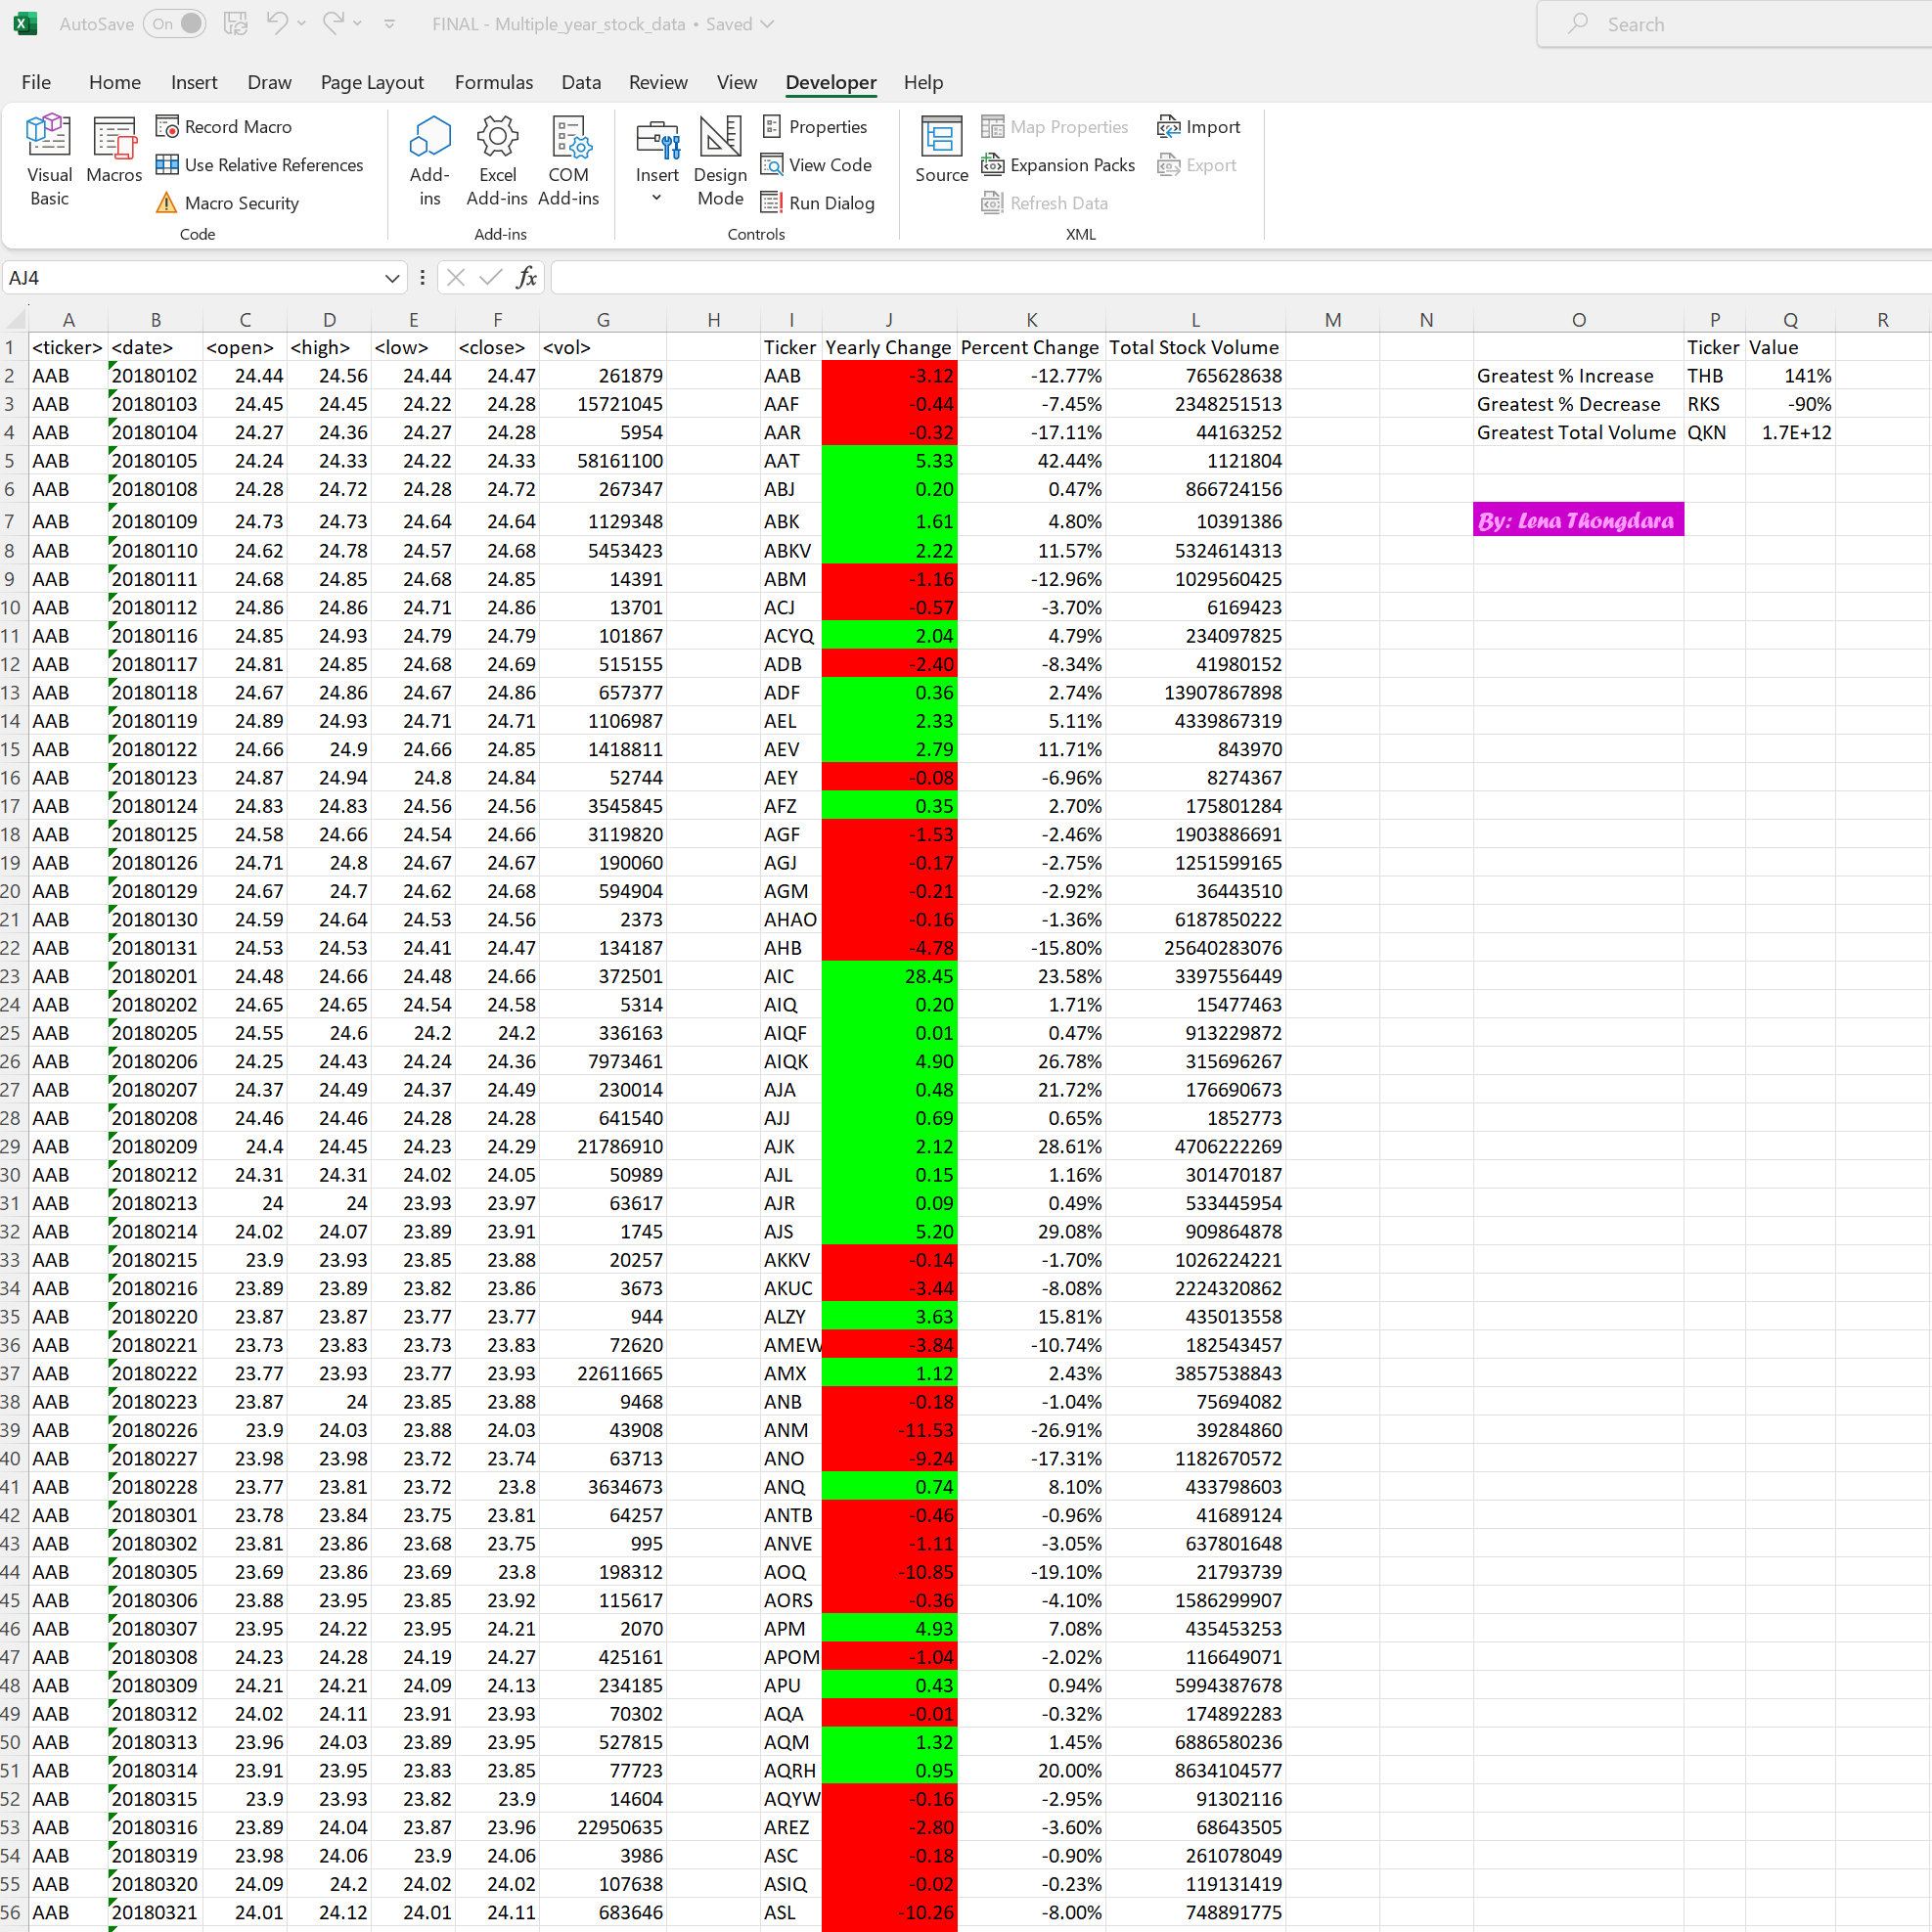 AutoSave On FINAL - Multiple_year_stock_data • Saved Search
File Home Insert Draw Page Layout Formulas Data Review View Developer Help
Visual Basic
Macros
Record Macro
Use Relative References
Macro Security
Code
Add-ins
Excel Add-ins
COM Add-ins
Add-ins
Insert
Design Mode
Properties
View Code
Run Dialog
Controls
Source
Map Properties
Expansion Packs
Refresh Data
Import
Export
XML
AJ4 fx
A B C D E F G H I J K L M N O P Q R
1 <ticker> <date> <open> <high> <low> <close> <vol> Ticker Yearly Change Percent Change Total Stock Volume Ticker Value
2 AAB 20180102 24.44 24.56 24.44 24.47 261879 AAB -3.12 -12.77% 765628638 Greatest % Increase THB 141%
3 AAB 20180103 24.45 24.45 24.22 24.28 15721045 AAF -0.44 -7.45% 2348251513 Greatest % Decrease RKS -90%
4 AAB 20180104 24.27 24.36 24.27 24.28 5954 AAR -0.32 -17.11% 44163252 Greatest Total Volume QKN 1.7E+12
5 AAB 20180105 24.24 24.33 24.22 24.33 58161100 AAT 5.33 42.44% 1121804
6 AAB 20180108 24.28 24.72 24.28 24.72 267347 ABJ 0.20 0.47% 866724156
7 AAB 20180109 24.73 24.73 24.64 24.64 1129348 ABK 1.61 4.80% 10391386 By: Lena Thongdara
8 AAB 20180110 24.62 24.78 24.57 24.68 5453423 ABKV 2.22 11.57% 5324614313
9 AAB 20180111 24.68 24.85 24.68 24.85 14391 ABM -1.16 -12.96% 1029560425
10 AAB 20180112 24.86 24.86 24.71 24.86 13701 ACJ -0.57 -3.70% 6169423
11 AAB 20180116 24.85 24.93 24.79 24.79 101867 ACYQ 2.04 4.79% 234097825
12 AAB 20180117 24.81 24.85 24.68 24.69 515155 ADB -2.40 -8.34% 41980152
13 AAB 20180118 24.67 24.86 24.67 24.86 657377 ADF 0.36 2.74% 13907867898
14 AAB 20180119 24.89 24.93 24.71 24.71 1106987 AEL 2.33 5.11% 4339867319
15 AAB 20180122 24.66 24.9 24.66 24.85 1418811 AEV 2.79 11.71% 843970
16 AAB 20180123 24.87 24.94 24.8 24.84 52744 AEY -0.08 -6.96% 8274367
17 AAB 20180124 24.83 24.83 24.56 24.56 3545845 AFZ 0.35 2.70% 175801284
18 AAB 20180125 24.58 24.66 24.54 24.66 3119820 AGF -1.53 -2.46% 1903886691
19 AAB 20180126 24.71 24.8 24.67 24.67 190060 AGJ -0.17 -2.75% 1251599165
20 AAB 20180129 24.67 24.7 24.62 24.68 594904 AGM -0.21 -2.92% 36443510
21 AAB 20180130 24.59 24.64 24.53 24.56 2373 AHAO -0.16 -1.36% 6187850222
22 AAB 20180131 24.53 24.53 24.41 24.47 134187 AHB -4.78 -15.80% 25640283076
23 AAB 20180201 24.48 24.66 24.48 24.66 372501 AIC 28.45 23.58% 3397556449
24 AAB 20180202 24.65 24.65 24.54 24.58 5314 AIQ 0.20 1.71% 15477463
25 AAB 20180205 24.55 24.6 24.2 24.2 336163 AIQF 0.01 0.47% 913229872
26 AAB 20180206 24.25 24.43 24.24 24.36 7973461 AIQK 4.90 26.78% 315696267
27 AAB 20180207 24.37 24.49 24.37 24.49 230014 AJA 0.48 21.72% 176690673
28 AAB 20180208 24.46 24.46 24.28 24.28 641540 AJJ 0.69 0.65% 1852773
29 AAB 20180209 24.4 24.45 24.23 24.29 21786910 AJK 2.12 28.61% 4706222269
30 AAB 20180212 24.31 24.31 24.02 24.05 50989 AJL 0.15 1.16% 301470187
31 AAB 20180213 24 24 23.93 23.97 63617 AJR 0.09 0.49% 533445954
32 AAB 20180214 24.02 24.07 23.89 23.91 1745 AJS 5.20 29.08% 909864878
33 AAB 20180215 23.9 23.93 23.85 23.88 20257 AKKV -0.14 -1.70% 1026224221
34 AAB 20180216 23.89 23.89 23.82 23.86 3673 AKUC -3.44 -8.08% 2224320862
35 AAB 20180220 23.87 23.87 23.77 23.77 944 ALZY 3.63 15.81% 435013558
36 AAB 20180221 23.73 23.83 23.73 23.83 72620 AMEW -3.84 -10.74% 182543457
37 AAB 20180222 23.77 23.93 23.77 23.93 22611665 AMX 1.12 2.43% 3857538843
38 AAB 20180223 23.87 24 23.85 23.88 9468 ANB -0.18 -1.04% 75694082
39 AAB 20180226 23.9 24.03 23.88 24.03 43908 ANM -11.53 -26.91% 39284860
40 AAB 20180227 23.98 23.98 23.72 23.74 63713 ANO -9.24 -17.31% 1182670572
41 AAB 20180228 23.77 23.81 23.72 23.8 3634673 ANQ 0.74 8.10% 433798603
42 AAB 20180301 23.78 23.84 23.75 23.81 64257 ANTB -0.46 -0.96% 41689124
43 AAB 20180302 23.81 23.86 23.68 23.75 995 ANVE -1.11 -3.05% 637801648
44 AAB 20180305 23.69 23.86 23.69 23.8 198312 AOQ -10.85 -19.10% 21793739
45 AAB 20180306 23.88 23.95 23.85 23.92 115617 AORS -0.36 -4.10% 1586299907
46 AAB 20180307 23.95 24.22 23.95 24.21 2070 APM 4.93 7.08% 435453253
47 AAB 20180308 24.23 24.28 24.19 24.27 425161 APOM -1.04 -2.02% 116649071
48 AAB 20180309 24.21 24.21 24.09 24.13 234185 APU 0.43 0.94% 5994387678
49 AAB 20180312 24.02 24.11 23.91 23.93 70302 AQA -0.01 -0.32% 174892283
50 AAB 20180313 23.96 24.03 23.89 23.95 527815 AQM 1.32 1.45% 6886580236
51 AAB 20180314 23.91 23.95 23.83 23.85 77723 AQRH 0.95 20.00% 8634104577
52 AAB 20180315 23.9 23.93 23.82 23.9 14604 AQYW -0.16 -2.95% 91302116
53 AAB 20180316 23.89 24.04 23.87 23.96 22950635 AREZ -2.80 -3.60% 68643505
54 AAB 20180319 23.98 24.06 23.9 24.06 3986 ASC -0.18 -0.90% 261078049
55 AAB 20180320 24.09 24.2 24.02 24.02 107638 ASIQ -0.02 -0.23% 119131419
56 AAB 20180321 24.01 24.12 24.01 24.11 683646 ASL -10.26 -8.00% 748891775